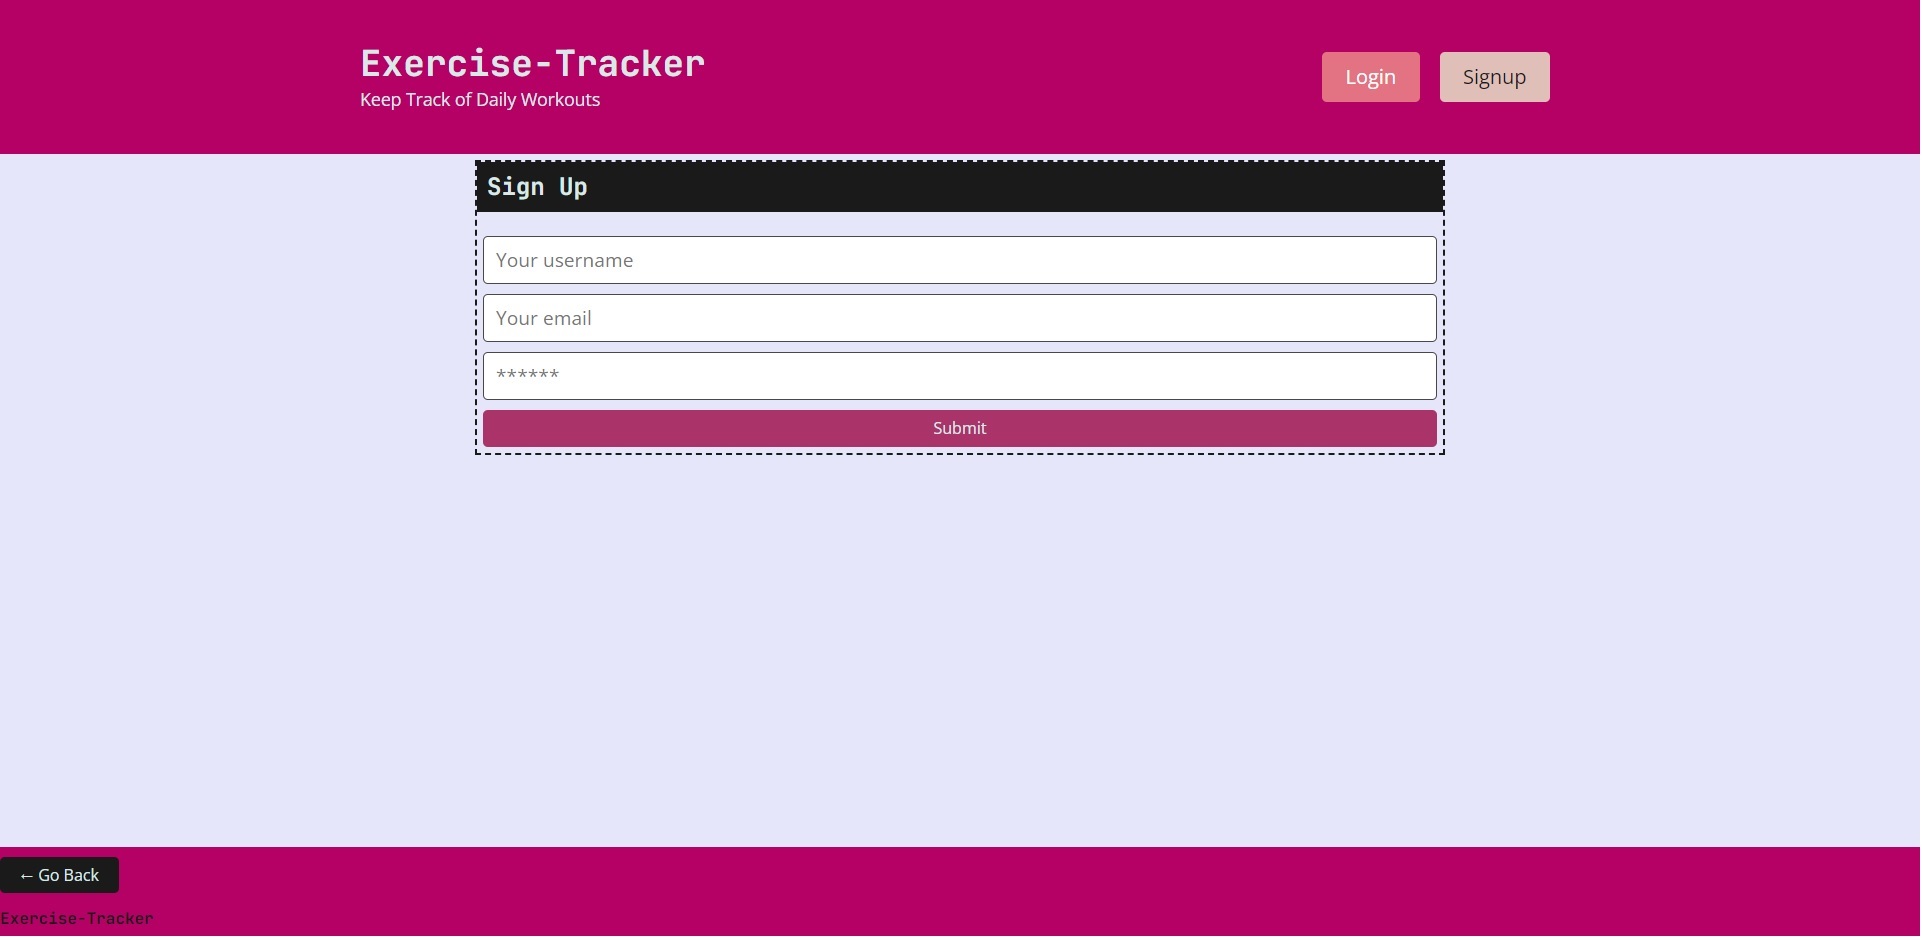 Exercise-Tracker
Keep Track of Daily Workouts
Login
Signup
Sign Up
Your username
Your email
******
Submit
← Go Back
Exercise-Tracker